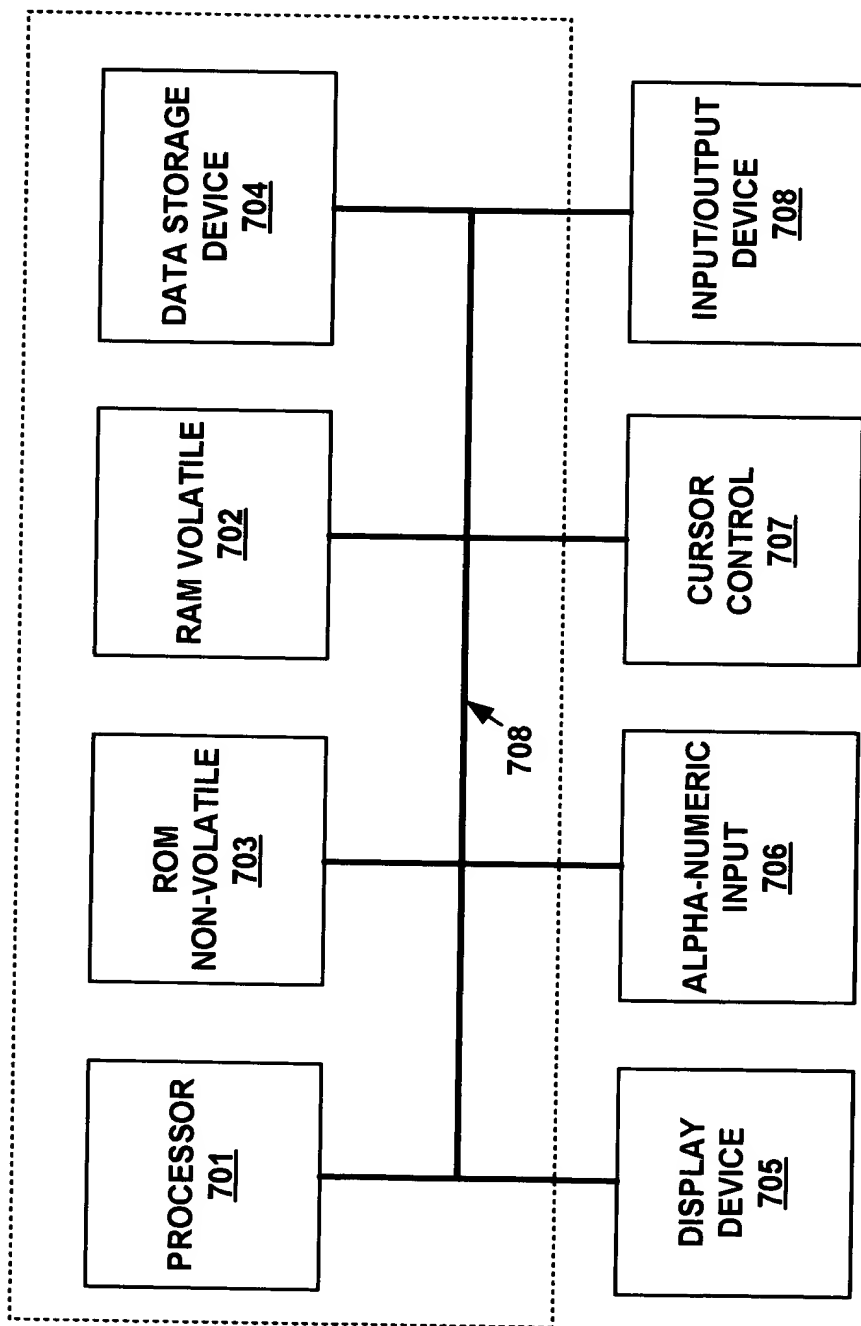 PROCESSOR
701
ROM
NON-VOLATILE
703
RAM VOLATILE
702
DATA STORAGE
DEVICE
704
708
DISPLAY
DEVICE
705
ALPHA-NUMERIC
INPUT
706
CURSOR
CONTROL
707
INPUT/OUTPUT
DEVICE
708